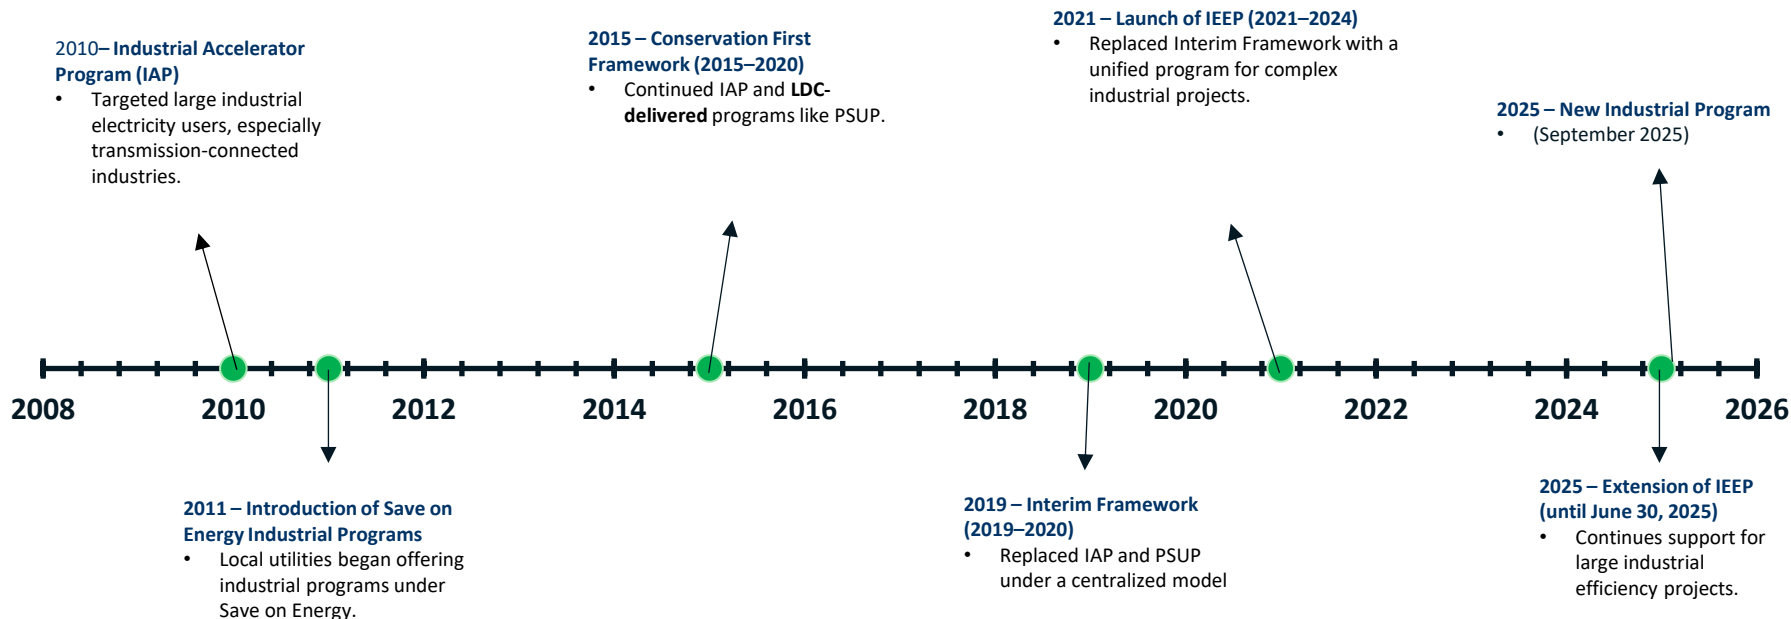 2010– Industrial Accelerator
Program (IAP)
• Targeted large industrial
electricity users, especially
transmission-connected
industries.
2015 – Conservation First
Framework (2015–2020)
• Continued IAP and LDC-
delivered programs like PSUP.
2021 – Launch of IEEP (2021–2024)
• Replaced Interim Framework with a
unified program for complex
industrial projects.
2025 – New Industrial Program
• (September 2025)
2008 2010 2012 2014 2016 2018 2020 2022 2024 2026
2011 – Introduction of Save on
Energy Industrial Programs
• Local utilities began offering
industrial programs under
Save on Energy.
2019 – Interim Framework
(2019–2020)
• Replaced IAP and PSUP
under a centralized model
2025 – Extension of IEEP
(until June 30, 2025)
• Continues support for
large industrial
efficiency projects.